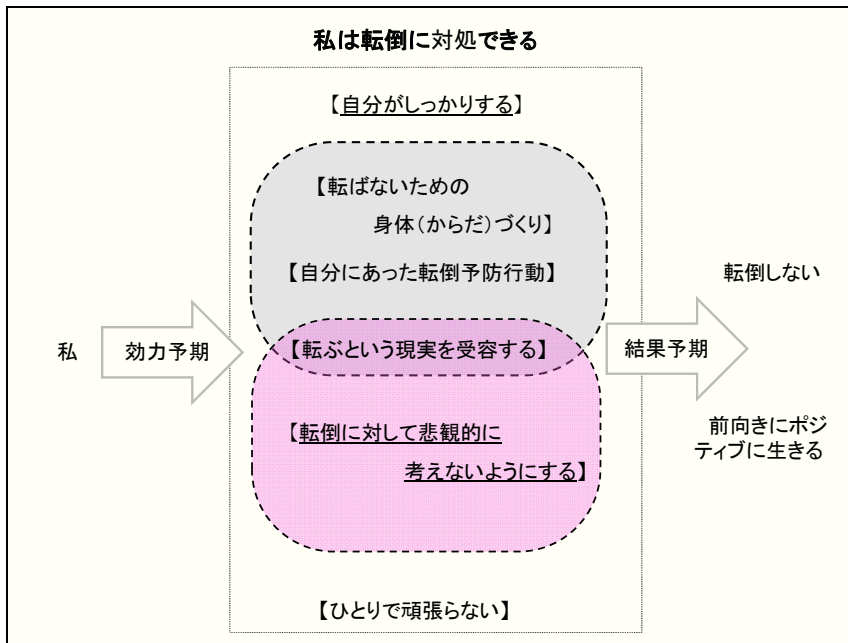 私は転倒に対処できる
【自分がしっかりする】
【転ばないための
身体（からだ）づくり】
【自分にあった転倒予防行動】
転倒しない
私
効力予期
【転ぶという現実を受容する】
結果予期
【転倒に対して悲観的に
考えないようにする】
前向きにポジ
ティブに生きる
【ひとりで頑張らない】